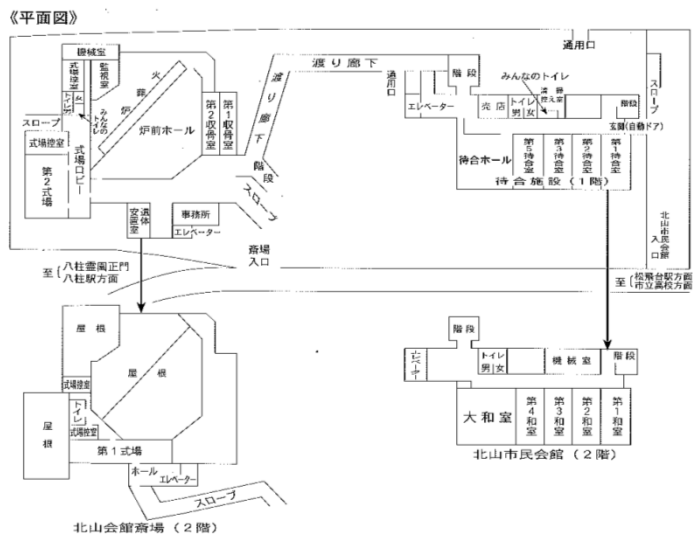 《平面図》
機械室
式場控室
監視室
トイレ
男
女
みんなのトイレ
火葬炉
炉前ホール
第2収骨室
第1収骨室
スロープ
式場控室
第2式場
式場ロビー
遺体安置室
事務所
エレベーター
渡り廊下
渡り廊下
階段
スロープ
斎場入口
通用口
エレベーター
階段
売店
トイレ
男 女
みんなのトイレ
清掃控え室
通用口
階段
玄関(自動ドア)
スロープ
待合ホール
第5待合室
第3待合室
第2待合室
第1待合室
待合施設(1階)
北山市民会館入口
至 八柱霊園正門
八柱駅方面
至 松飛台駅方面
市立高校方面
屋根
屋根
式場控室
トイレ
式場控室
屋根
第1式場
ホール
エレベーター
スロープ
北山会館斎場(2階)
階段
エレベーター
トイレ
男 女
機械室
階段
大和室
第4和室
第3和室
第2和室
第1和室
北山市民会館(2階)